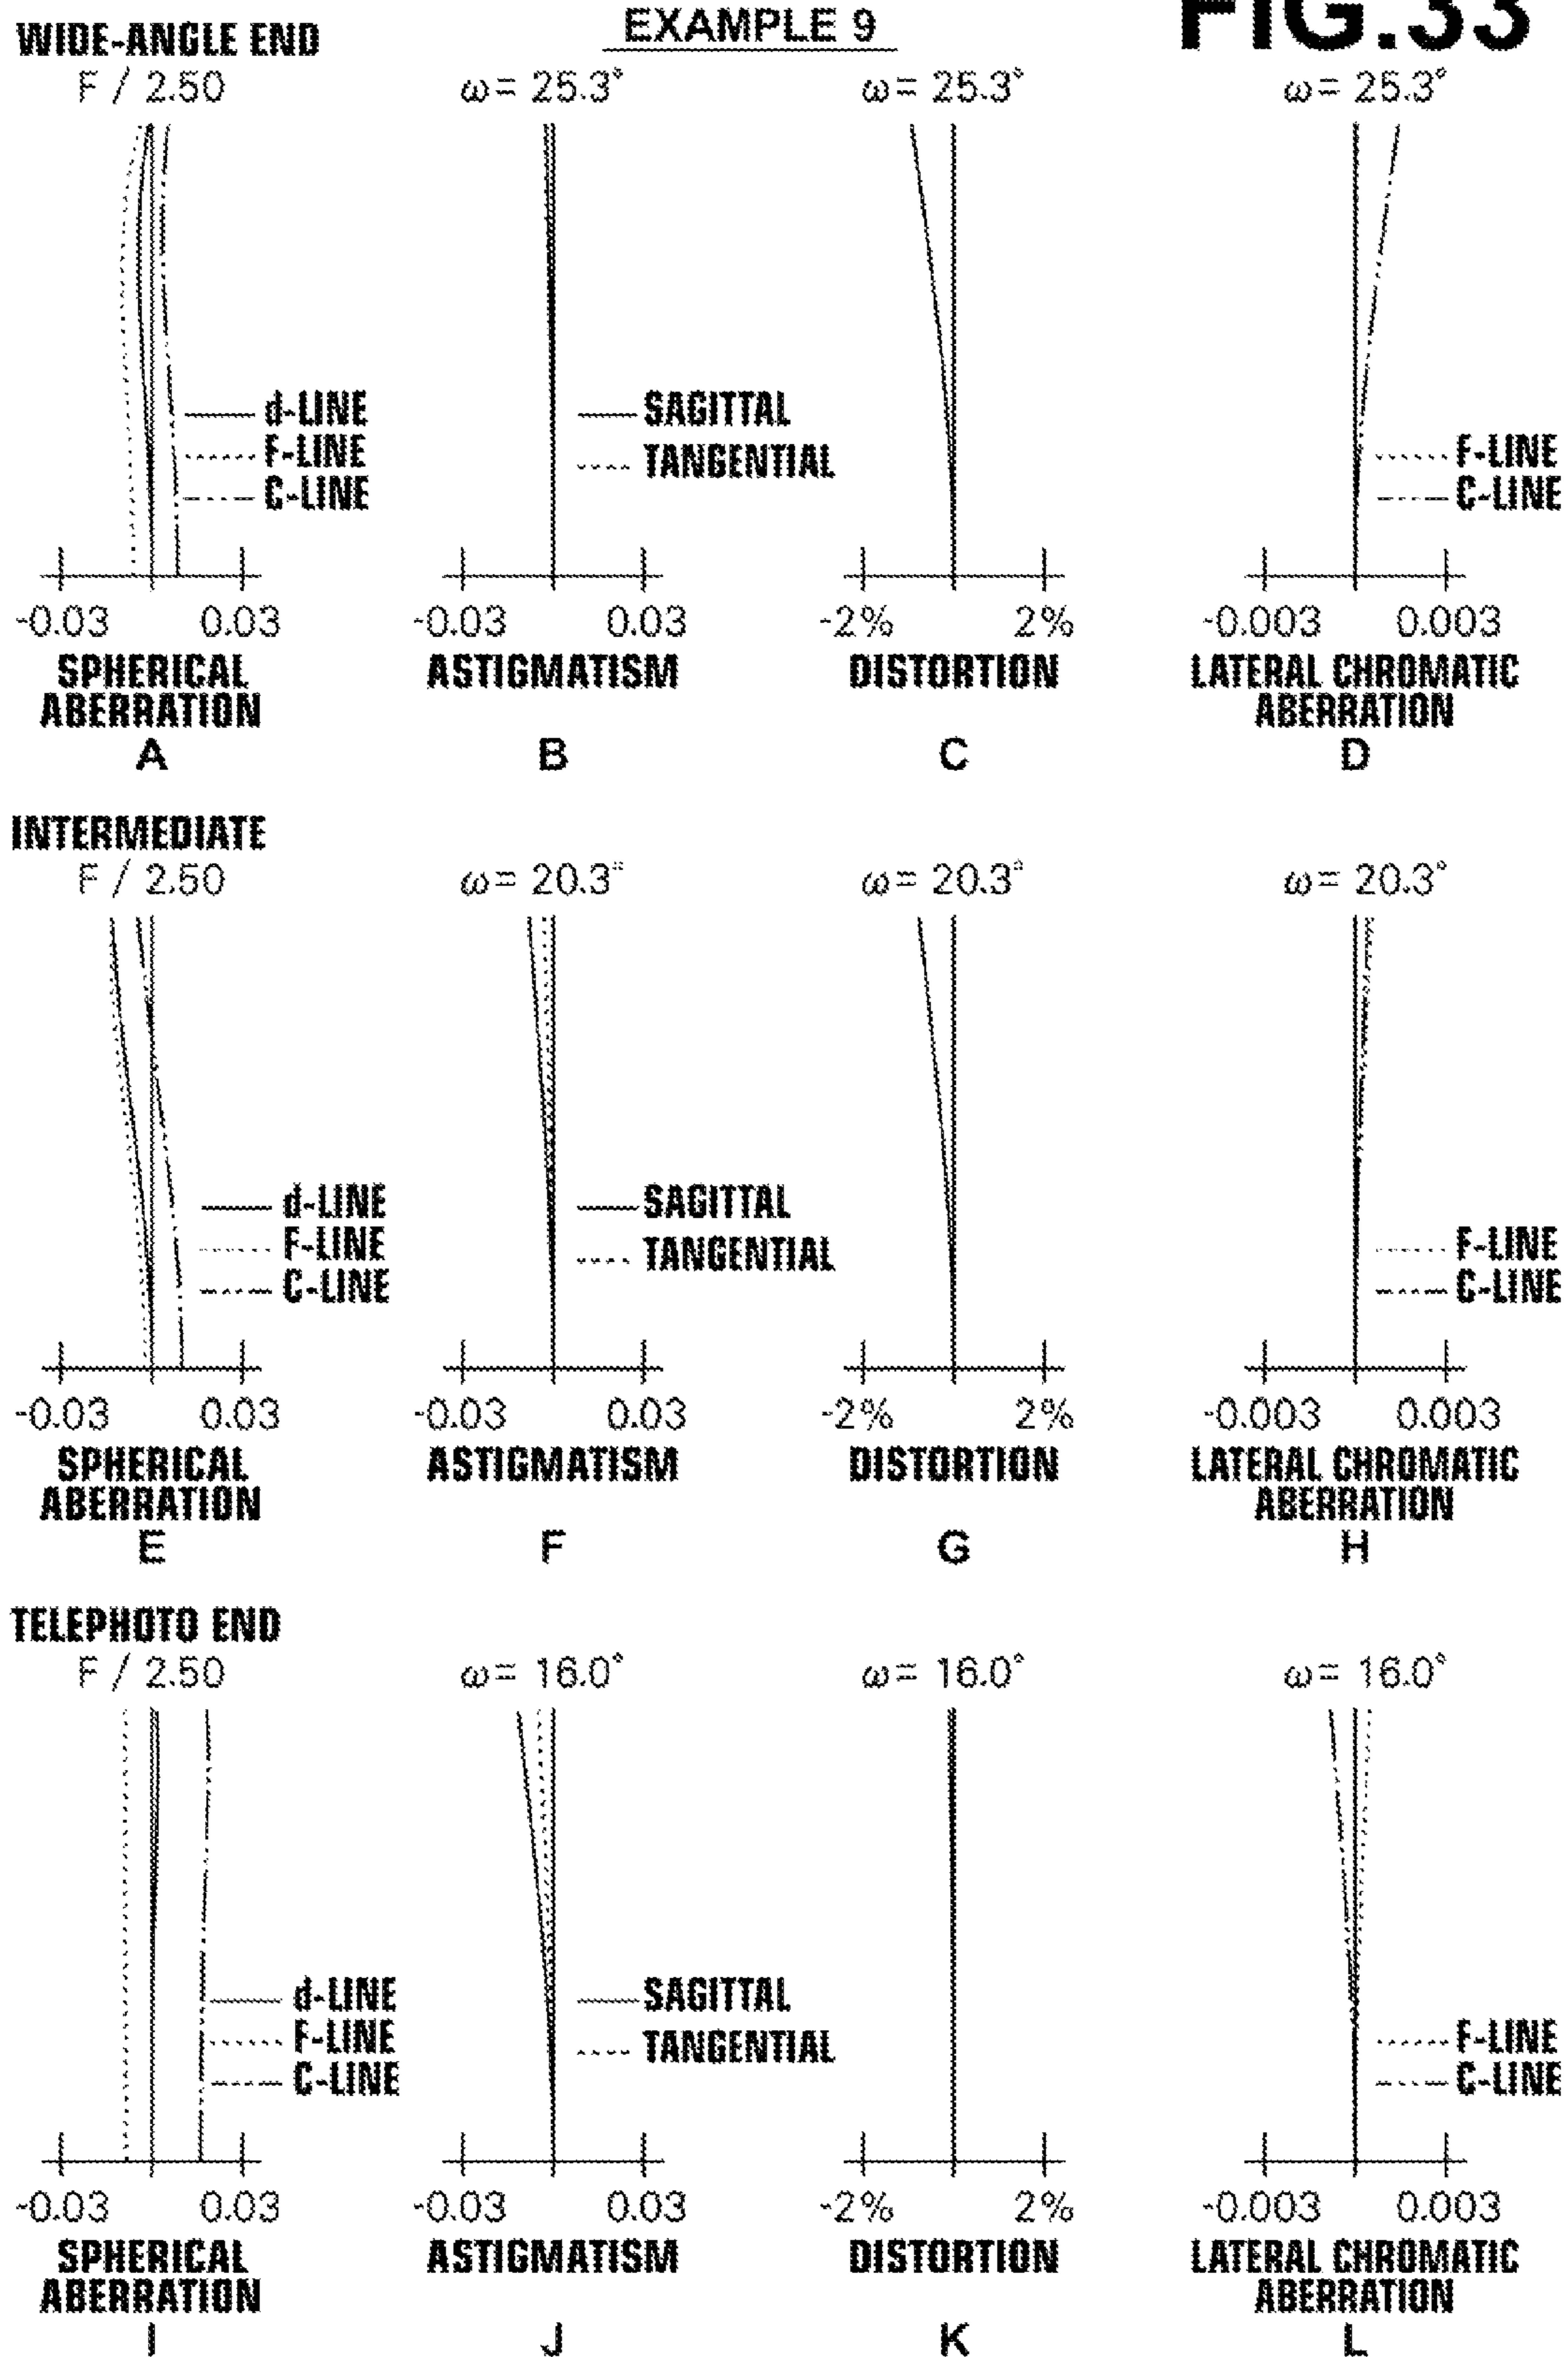 EXAMPLE 9
FIG.33
WIDE-ANGLE END
F / 2.50
ω= 25.3°
ω= 25.3°
ω= 25.3°
d-LINE
F-LINE
C-LINE
SAGITTAL
TANGENTIAL
F-LINE
C-LINE
-0.03 0.03
-0.03 0.03
-2% 2%
-0.003 0.003
SPHERICAL
ABERRATION
ASTIGMATISM
DISTORTION
LATERAL CHROMATIC
ABERRATION
A
B
C
D
INTERMEDIATE
F / 2.50
ω= 20.3°
ω= 20.3°
ω= 20.3°
d-LINE
F-LINE
C-LINE
SAGITTAL
TANGENTIAL
F-LINE
C-LINE
-0.03 0.03
-0.03 0.03
-2% 2%
-0.003 0.003
SPHERICAL
ABERRATION
ASTIGMATISM
DISTORTION
LATERAL CHROMATIC
ABERRATION
E
F
G
H
TELEPHOTO END
F / 2.50
ω= 16.0°
ω= 16.0°
ω= 16.0°
d-LINE
F-LINE
C-LINE
SAGITTAL
TANGENTIAL
F-LINE
C-LINE
-0.03 0.03
-0.03 0.03
-2% 2%
-0.003 0.003
SPHERICAL
ABERRATION
ASTIGMATISM
DISTORTION
LATERAL CHROMATIC
ABERRATION
I
J
K
L